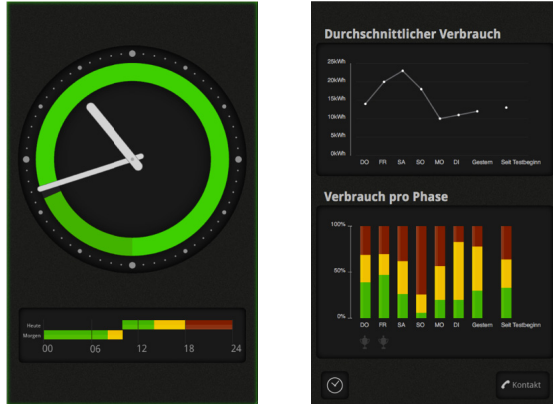 Heute
Morgen
00 06 12 18 24
Durchschnittlicher Verbrauch
25kWh
20kWh
15kWh
10kWh
5kWh
0kWh
DO FR SA SO MO DI Gestern Seit Testbeginn
Verbrauch pro Phase
100%
50%
0%
DO FR SA SO MO DI Gestern Seit Testbeginn
Kontakt